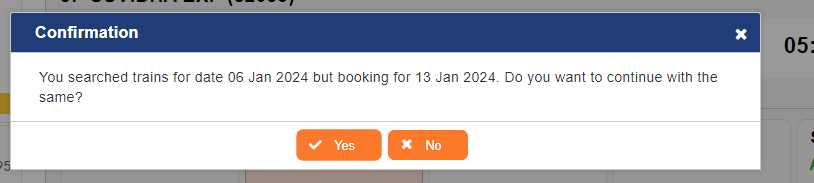 Confirmation
05:
You searched trains for date 06 Jan 2024 but booking for 13 Jan 2024. Do you want to continue with the
same?
Yes
No